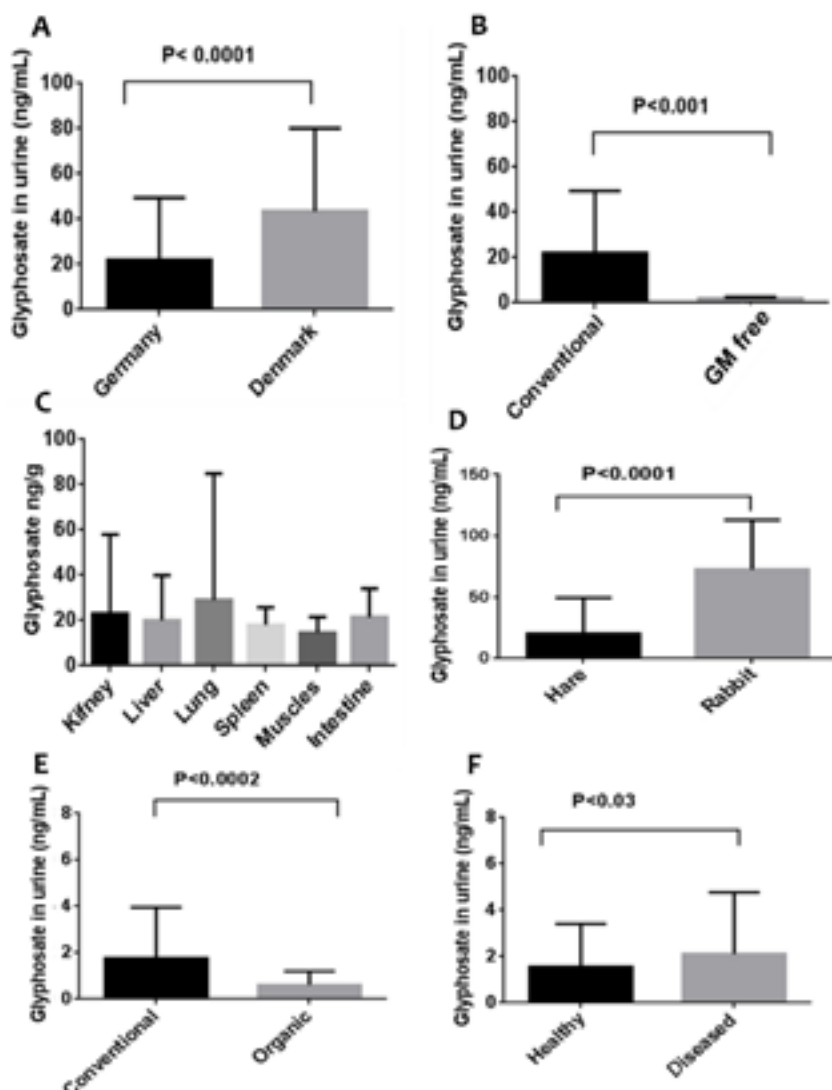 A
P< 0.0001
Glyphosate in urine (ng/mL)
100
80
60
40
20
0
Germany
Denmark
B
P<0.001
Glyphosate in urine (ng/mL)
100
80
60
40
20
0
Conventional
GM free
C
Glyphosate ng/g
100
80
60
40
20
0
Kifney
Liver
Lung
Spleen
Muscles
Intestine
D
P<0.0001
Glyphosate in urine (ng/mL)
150
100
50
0
Hare
Rabbit
E
P<0.0002
Glyphosate in urine (ng/mL)
8
6
4
2
0
Conventional
Organic
F
P<0.03
Glyphosate in urine (ng/mL)
8
6
4
2
0
Healthy
Diseased